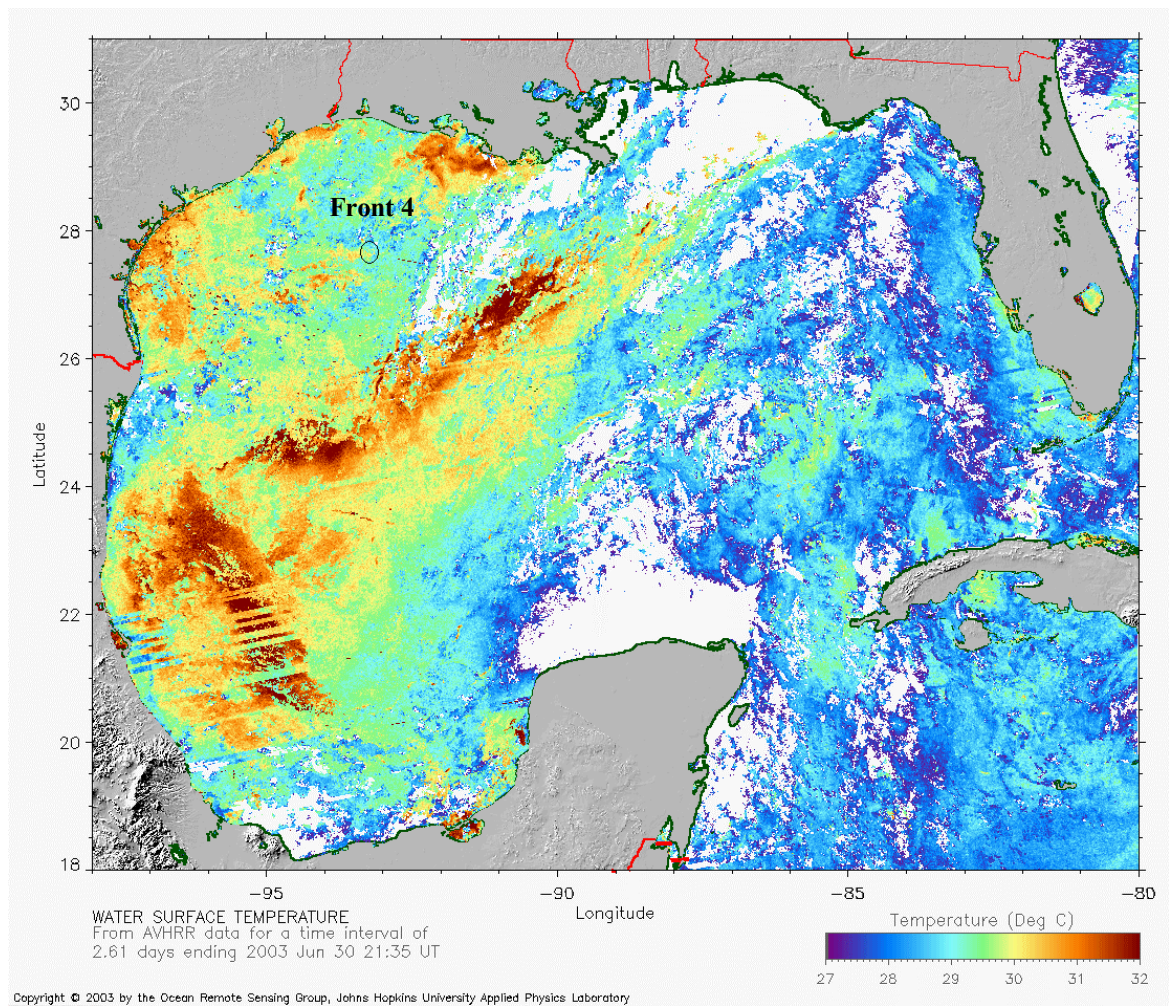 30
28
26
24
22
20
18
Latitude
Front 4
-95
-90
-85
-80
Longitude
WATER SURFACE TEMPERATURE
From AVHRR data for a time interval of
2.61 days ending 2003 Jun 30 21:35 UT
Temperature (Deg C)
27
28
29
30
31
32
Copyright © 2003 by the Ocean Remote Sensing Group, Johns Hopkins University Applied Physics Laboratory